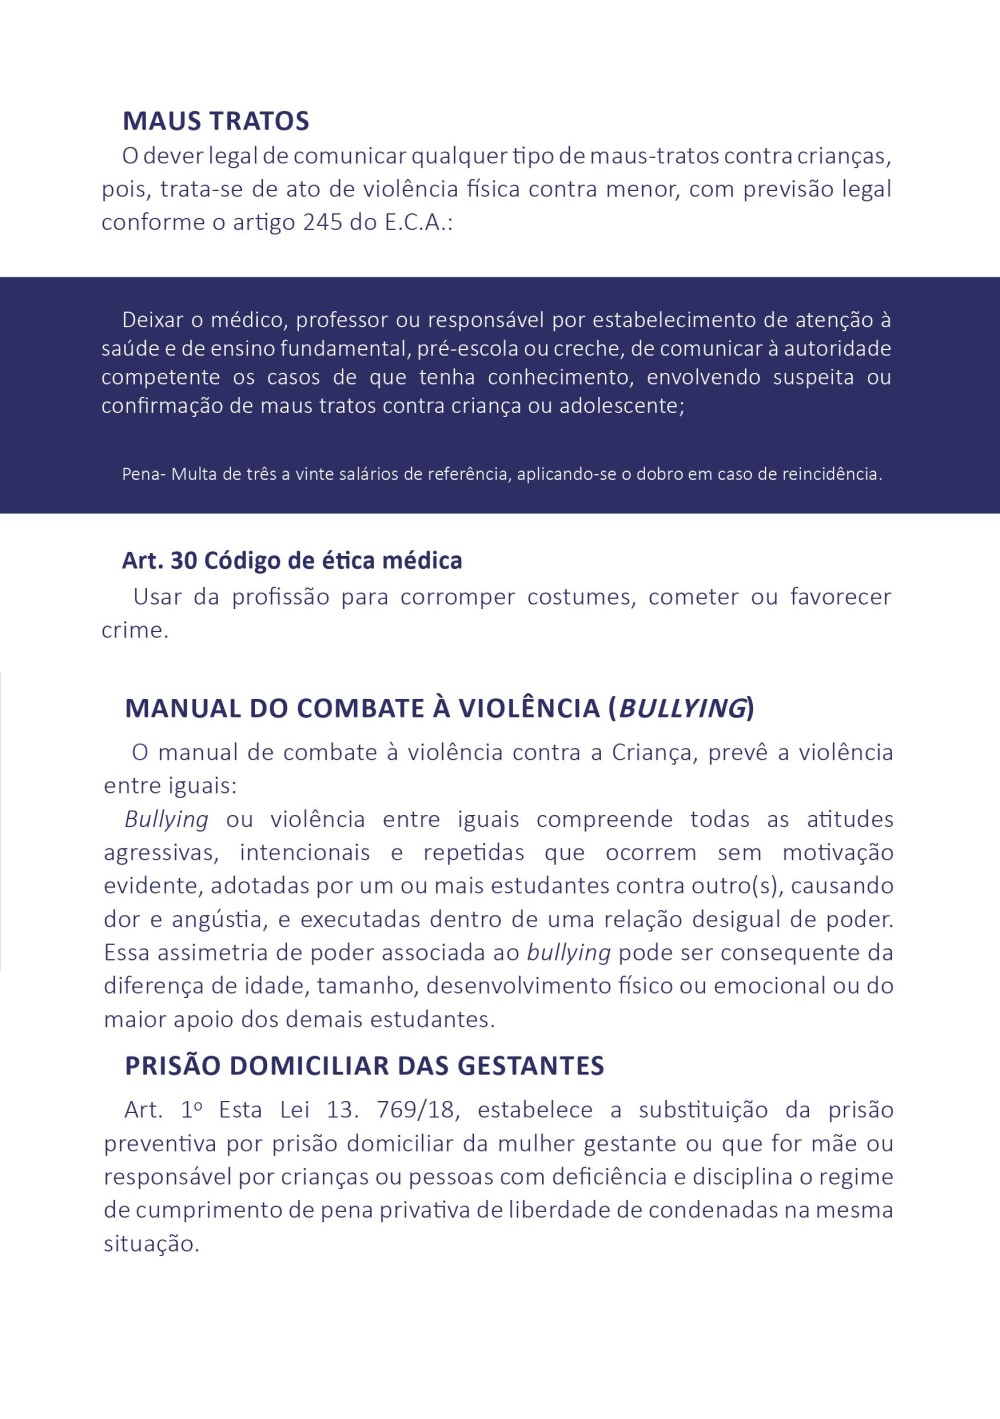 MAUS TRATOS
O dever legal de comunicar qualquer tipo de maus-tratos contra crianças,
pois, trata-se de ato de violência física contra menor, com previsão legal
conforme o artigo 245 do E.C.A.:
Deixar o médico, professor ou responsável por estabelecimento de atenção à
saúde e de ensino fundamental, pré-escola ou creche, de comunicar à autoridade
competente os casos de que tenha conhecimento, envolvendo suspeita ou
confirmação de maus tratos contra criança ou adolescente;
Pena- Multa de três a vinte salários de referência, aplicando-se o dobro em caso de reincidência.
Art. 30 Código de ética médica
Usar da profissão para corromper costumes, cometer ou favorecer
crime.
MANUAL DO COMBATE À VIOLÊNCIA (BULLYING)
O manual de combate à violência contra a Criança, prevê a violência
entre iguais:
Bullying ou violência entre iguais compreende todas as atitudes
agressivas, intencionais e repetidas que ocorrem sem motivação
evidente, adotadas por um ou mais estudantes contra outro(s), causando
dor e angústia, e executadas dentro de uma relação desigual de poder.
Essa assimetria de poder associada ao bullying pode ser consequente da
diferença de idade, tamanho, desenvolvimento físico ou emocional ou do
maior apoio dos demais estudantes.
PRISÃO DOMICILIAR DAS GESTANTES
Art. 1º Esta Lei 13. 769/18, estabelece a substituição da prisão
preventiva por prisão domiciliar da mulher gestante ou que for mãe ou
responsável por crianças ou pessoas com deficiência e disciplina o regime
de cumprimento de pena privativa de liberdade de condenadas na mesma
situação.